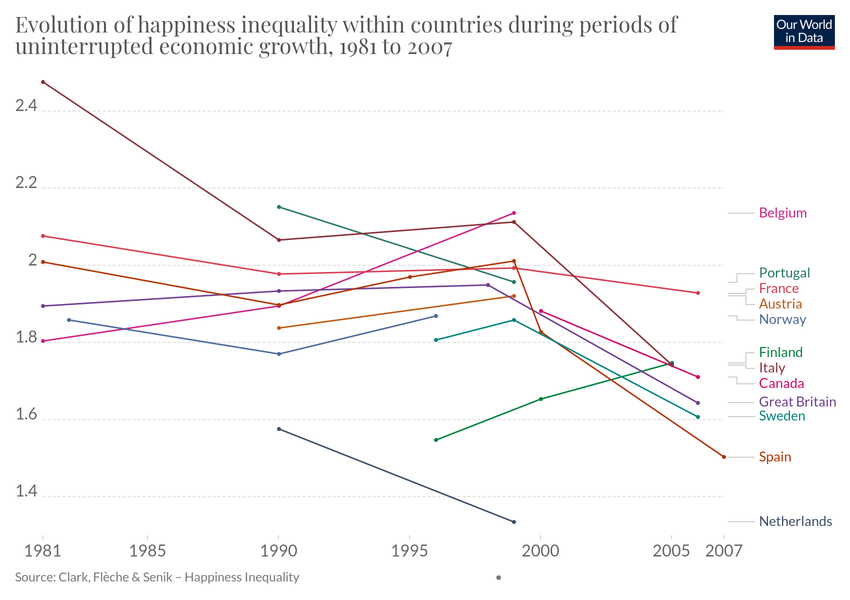 Evolution of happiness inequality within countries during periods of
uninterrupted economic growth, 1981 to 2007
Our World
in Data
2.4
2.2
2
1.8
1.6
1.4
Belgium
Portugal
France
Austria
Norway
Finland
Italy
Canada
Great Britain
Sweden
Spain
Netherlands
1981
1985
1990
1995
2000
2005
2007
Source: Clark, Flèche & Senik – Happiness Inequality